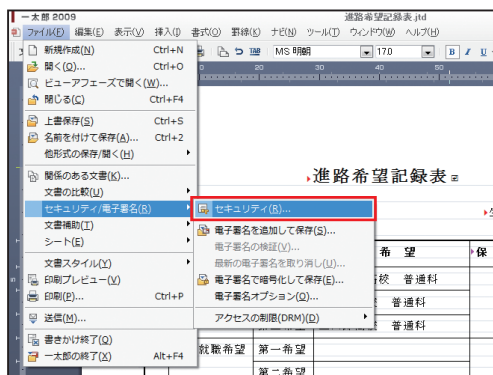 一太郎 2009 進路希望記録表.jtd
ファイル(F) 編集(E) 表示(V) 挿入(I) 書式(O) 罫線(K) ナビ(N) ツール(T) ウィンドウ(W) ヘルプ(H)
新規作成(N) Ctrl+N
MS 明朝 17.0 B I U
開く(O)... Ctrl+O
20 30 40 50
ビューアフェーズで開く(W)...
閉じる(C) Ctrl+F4
上書保存(S) Ctrl+S
名前を付けて保存(A)... Ctrl+2
他形式の保存/開く(H)
関係のある文書(K)...
進路希望記録表
文書の比較(U)
セキュリティ/電子署名(R)
セキュリティ(R)...
文書補助(T)
電子署名を追加して保存(S)...
シート(E)
電子署名の検証(V)...
希 望 保
文書スタイル(Y)
最新の電子署名を取り消し(U)...
印刷プレビュー(V)
電子署名で暗号化して保存(E)...
校 普通科
印刷(P)... Ctrl+P
電子署名オプション(O)...
普通科
送信(M)...
アクセスの制限(DRM)(D)
普通科
書きかけ終了(Q)
就職希望 第一希望
一太郎の終了(X) Alt+F4
第二希望